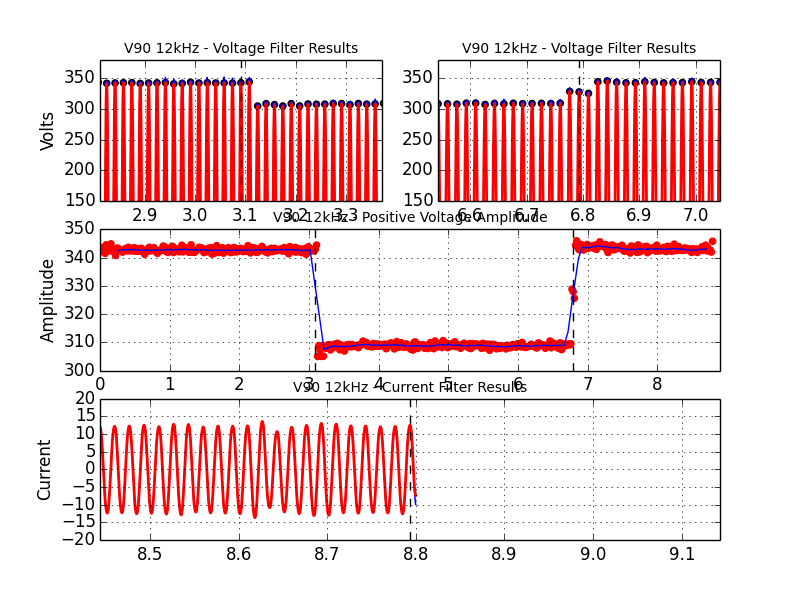 V90 12kHz - Voltage Filter Results
V90 12kHz - Voltage Filter Results
Volts
350
300
250
200
150
2.9 3.0 3.1 3.2 3.3
350
300
250
200
150
6.6 6.7 6.8 6.9 7.0
V90 12kHz - Positive Voltage Amplitude
Amplitude
350
340
330
320
310
300
0 1 2 3 4 5 6 7 8
V90 12kHz - Current Filter Results
Current
20
15
10
5
0
−5
−10
−15
−20
8.5 8.6 8.7 8.8 8.9 9.0 9.1